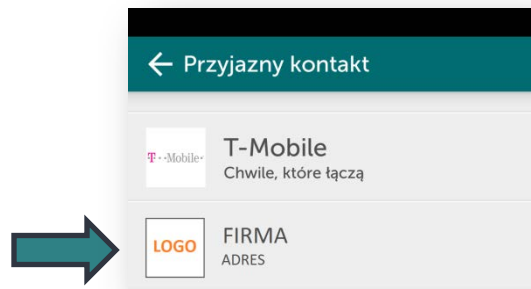 ← Przyjazny kontakt
T-Mobile
T··Mobile·
Chwile, które łączą
FIRMA
LOGO
ADRES